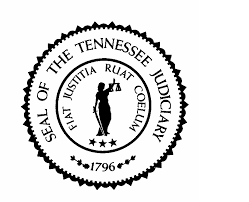 SEAL OF THE TENNESSEE JUDICIARY
FIAT JUSTITIA RUAT COELUM
1796